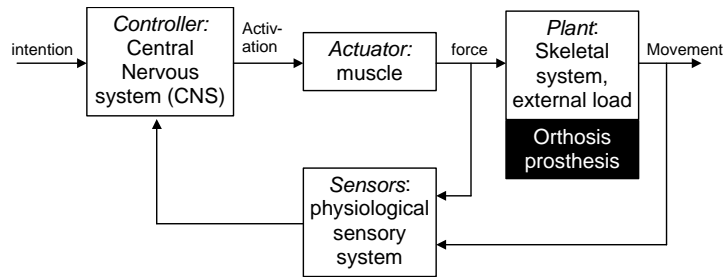 intention
Controller:
Central
Nervous
system (CNS)
Activ-
ation
Actuator:
muscle
force
Plant:
Skeletal
system,
external load
Orthosis
prosthesis
Movement
Sensors:
physiological
sensory
system